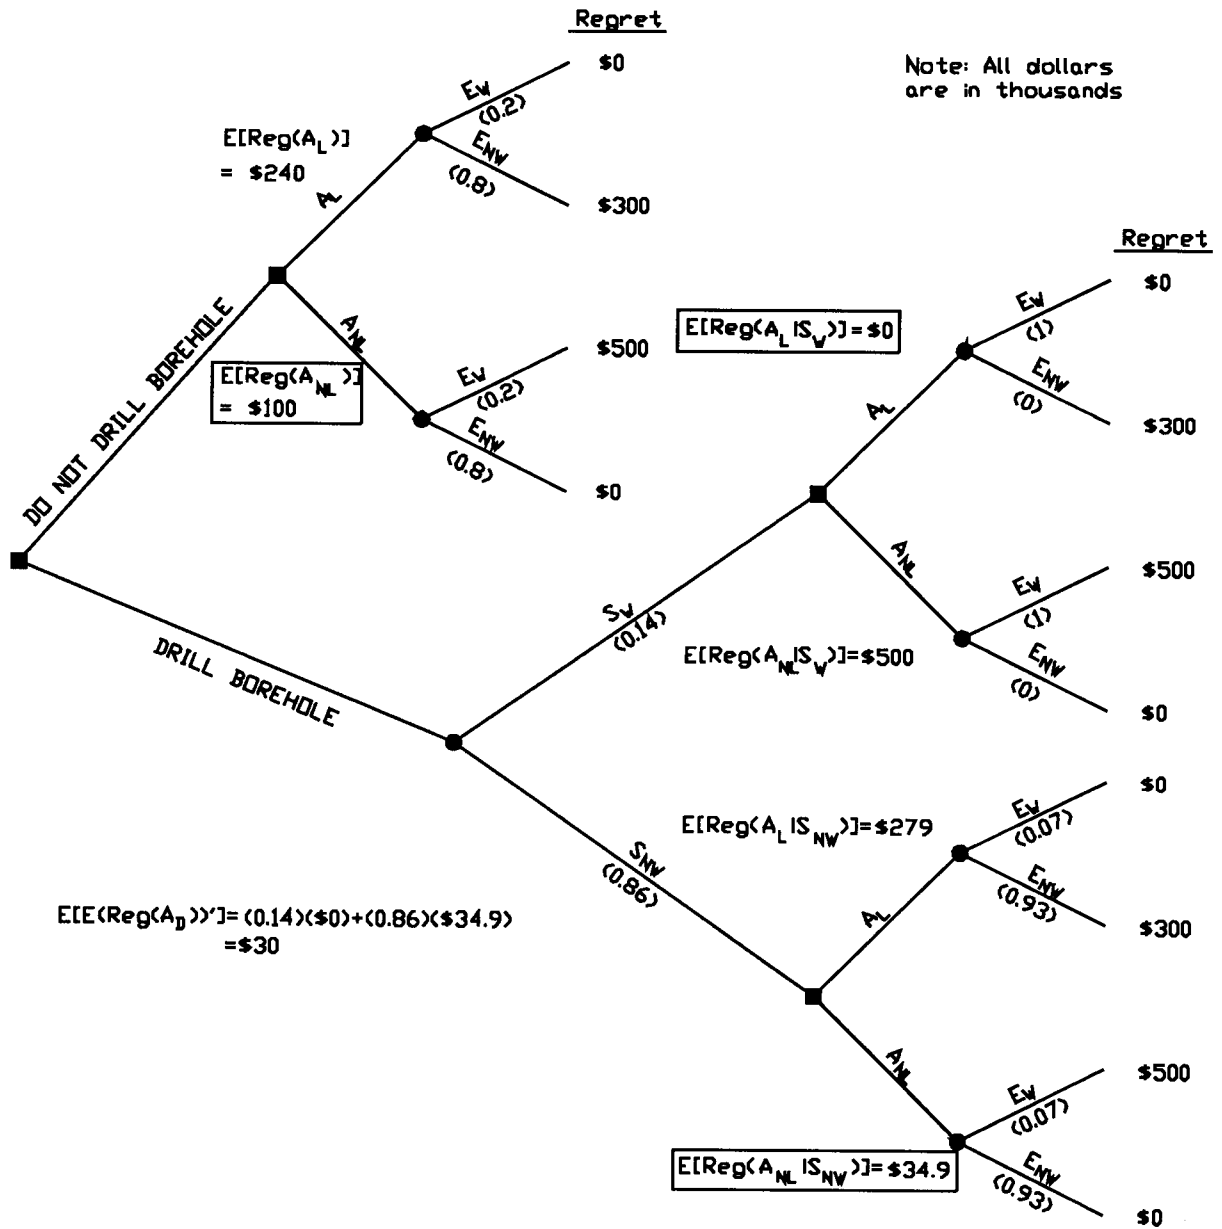 Regret
$0
Note: All dollars
are in thousands
E_W
(0.2)
E[Reg(A_L)]
= $240
E_NW
(0.8)
A_L
$300
Regret
DO NOT DRILL BOREHOLE
A_NL
E[Reg(A_NL)]
= $100
$500
E_W
(0.2)
E_NW
(0.8)
$0
E[Reg(A_L|S_W)]=$0
E_W
(1)
$0
E_NW
(0)
$300
A_L
A_NL
$500
E_W
(1)
E_NW
(0)
$0
S_W
(0.14)
E[Reg(A_NL|S_W)]=$500
DRILL BOREHOLE
E[Reg(A_L|S_NW)]=$279
$0
E_W
(0.07)
E_NW
(0.93)
$300
S_NW
(0.86)
A_L
E[E(Reg(A_D))']=(0.14)($0)+(0.86)($34.9)
=$30
A_NL
$500
E_W
(0.07)
E[Reg(A_NL|S_NW)]=$34.9
E_NW
(0.93)
$0